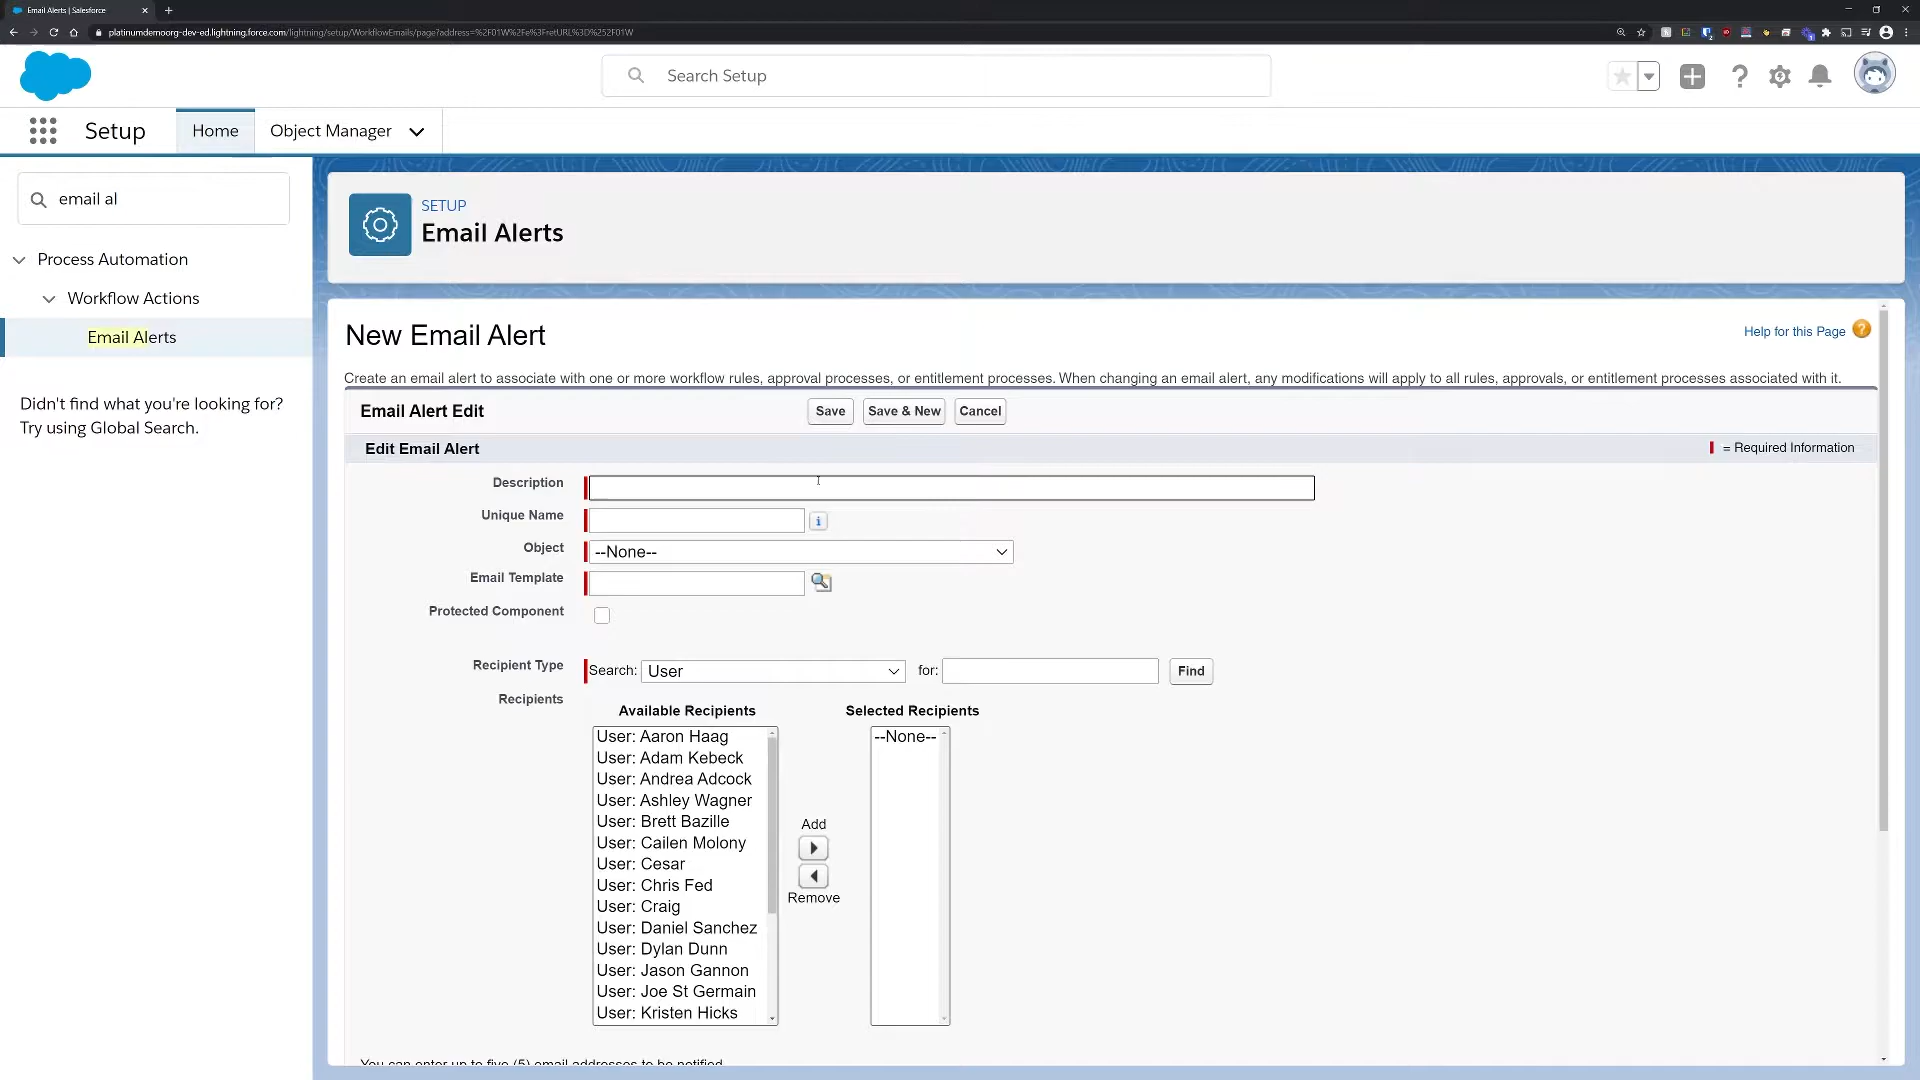 Email Alerts | Salesforce
platinumdemoorg-dev-ed.lightning.force.com/lightning/setup/WorkflowEmails/page?address=%2F01W%2Fe%3FretURL%3D%252F01W
Search Setup
Setup
Home
Object Manager
email al
Process Automation
Workflow Actions
Email Alerts
Didn't find what you're looking for?
Try using Global Search.
SETUP
Email Alerts
New Email Alert
Help for this Page
Create an email alert to associate with one or more workflow rules, approval processes, or entitlement processes. When changing an email alert, any modifications will apply to all rules, approvals, or entitlement processes associated with it.
Email Alert Edit
Save
Save & New
Cancel
Edit Email Alert
= Required Information
Description
Unique Name
Object
--None--
Email Template
Protected Component
Recipient Type
Search: User
for:
Find
Recipients
Available Recipients
Selected Recipients
User: Aaron Haag
User: Adam Kebeck
User: Andrea Adcock
User: Ashley Wagner
User: Brett Bazille
User: Cailen Molony
User: Cesar
User: Chris Fed
User: Craig
User: Daniel Sanchez
User: Dylan Dunn
User: Jason Gannon
User: Joe St Germain
User: Kristen Hicks
Add
Remove
--None--
You can enter up to five (5) email addresses to be notified.